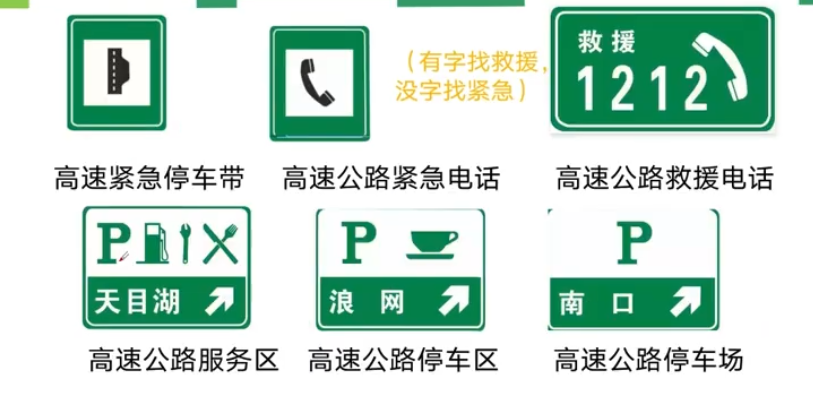 （有字找救援，
没字找紧急）
救援
1212
高速紧急停车带
高速公路紧急电话
高速公路救援电话
P
天目湖
P
浪网
P
南口
高速公路服务区
高速公路停车区
高速公路停车场